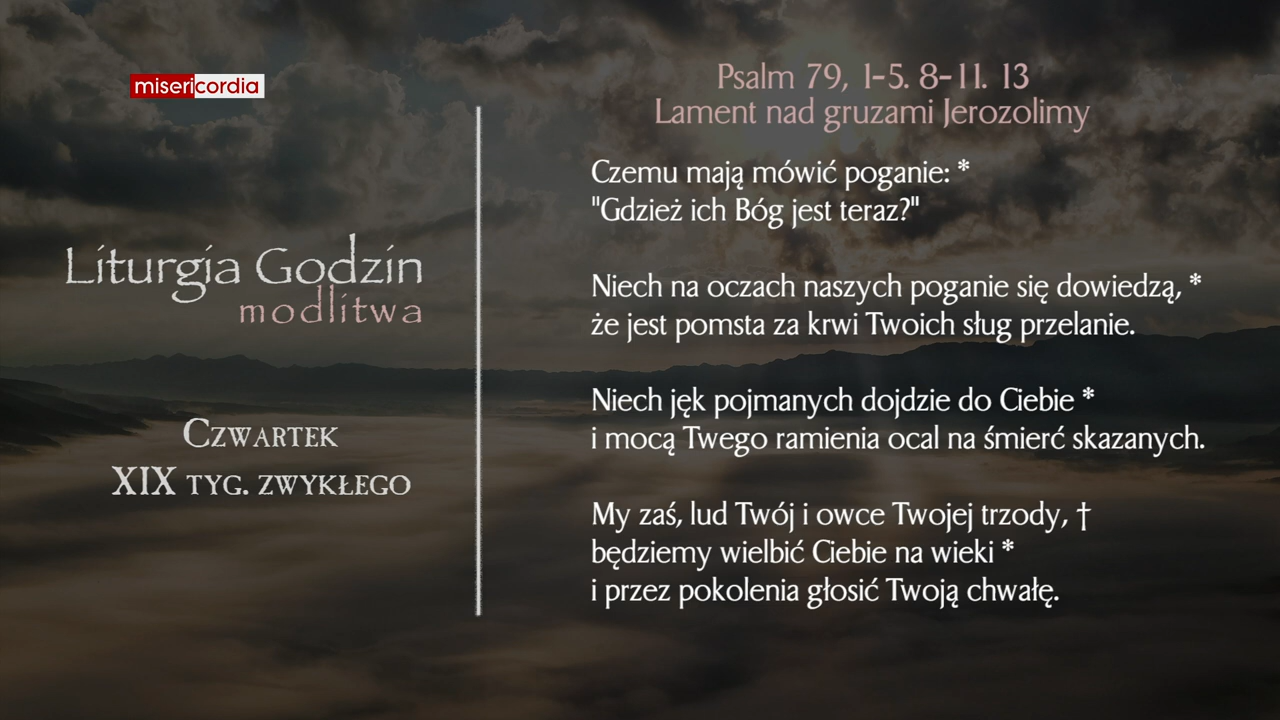 misericordia
Liturgia Godzin
modlitwa
Czwartek
XIX tyg. zwykłego
Psalm 79, 1-5. 8-11. 13
Lament nad gruzami Jerozolimy
Czemu mają mówić poganie: *
"Gdzież ich Bóg jest teraz?"
Niech na oczach naszych poganie się dowiedzą, *
że jest pomsta za krwi Twoich sług przelanie.
Niech jęk pojmanych dojdzie do Ciebie *
i mocą Twego ramienia ocal na śmierć skazanych.
My zaś, lud Twój i owce Twojej trzody, †
będziemy wielbić Ciebie na wieki *
i przez pokolenia głosić Twoją chwałę.